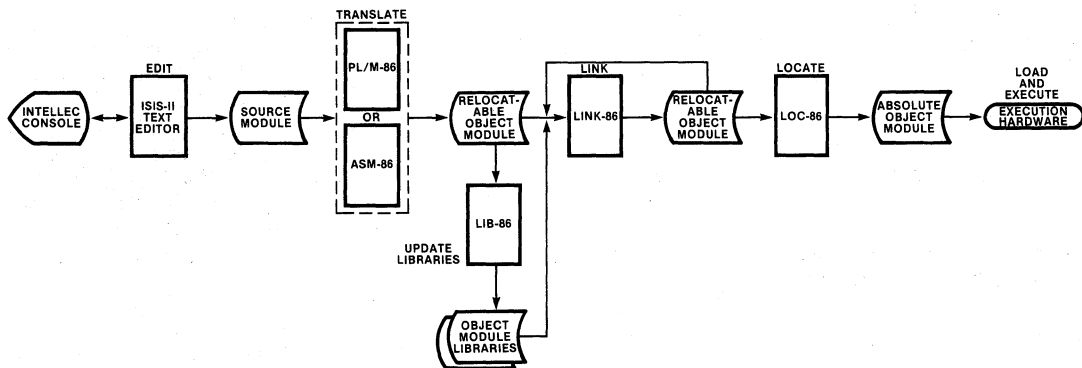 TRANSLATE
PL/M-86
OR
ASM-86
EDIT
ISIS-II
TEXT
EDITOR
INTELLEC
CONSOLE
SOURCE
MODULE
RELOCAT-
ABLE
OBJECT
MODULE
LINK
LINK-86
RELOCAT-
ABLE
OBJECT
MODULE
LOCATE
LOC-86
ABSOLUTE
OBJECT
MODULE
LOAD
AND
EXECUTE
EXECUTION
HARDWARE
LIB-86
UPDATE
LIBRARIES
OBJECT
MODULE
LIBRARIES